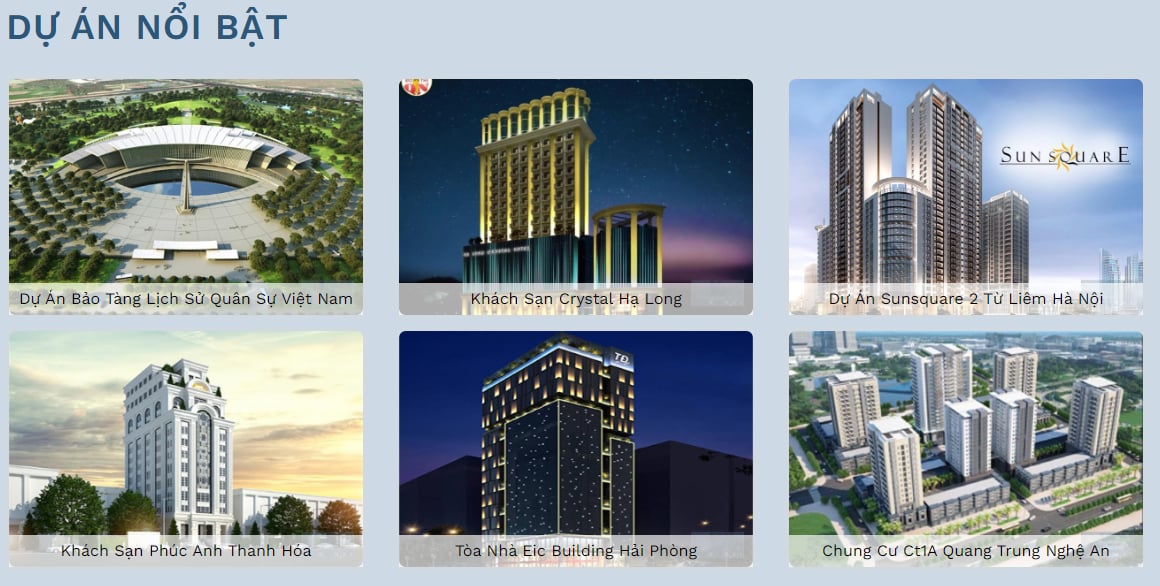 DỰ ÁN NỔI BẬT
SUN SQUARE
Dự Án Bảo Tàng Lịch Sử Quân Sự Việt Nam
Khách Sạn Crystal Hạ Long
Dự Án Sunsquare 2 Từ Liêm Hà Nội
TD
Khách Sạn Phúc Anh Thanh Hóa
Tòa Nhà Eic Building Hải Phòng
Chung Cư Ct1A Quang Trung Nghệ An